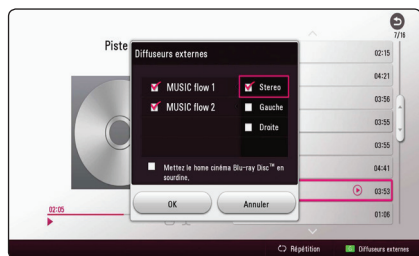 7/16
Piste
Diffuseurs externes
MUSIC flow 1
MUSIC flow 2
Stereo
Gauche
Droite
Mettez le home cinéma Blu-ray Disc™ en
sourdine.
OK
Annuler
02:15
04:21
03:56
03:55
03:55
04:41
03:53
01:06
02:05
Répétition
Diffuseurs externes